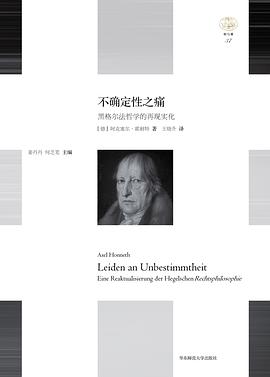 37
不确定性之痛
黑格尔法哲学的再现实化
[德]阿克塞尔·霍耐特 著 王晓升 译
姜丹丹 何乏笔 主编
Axel Honneth
Leiden an Unbestimmtheit
Eine Reaktualisierung der Hegelschen Rechtsphilosophie
华东师范大学出版社